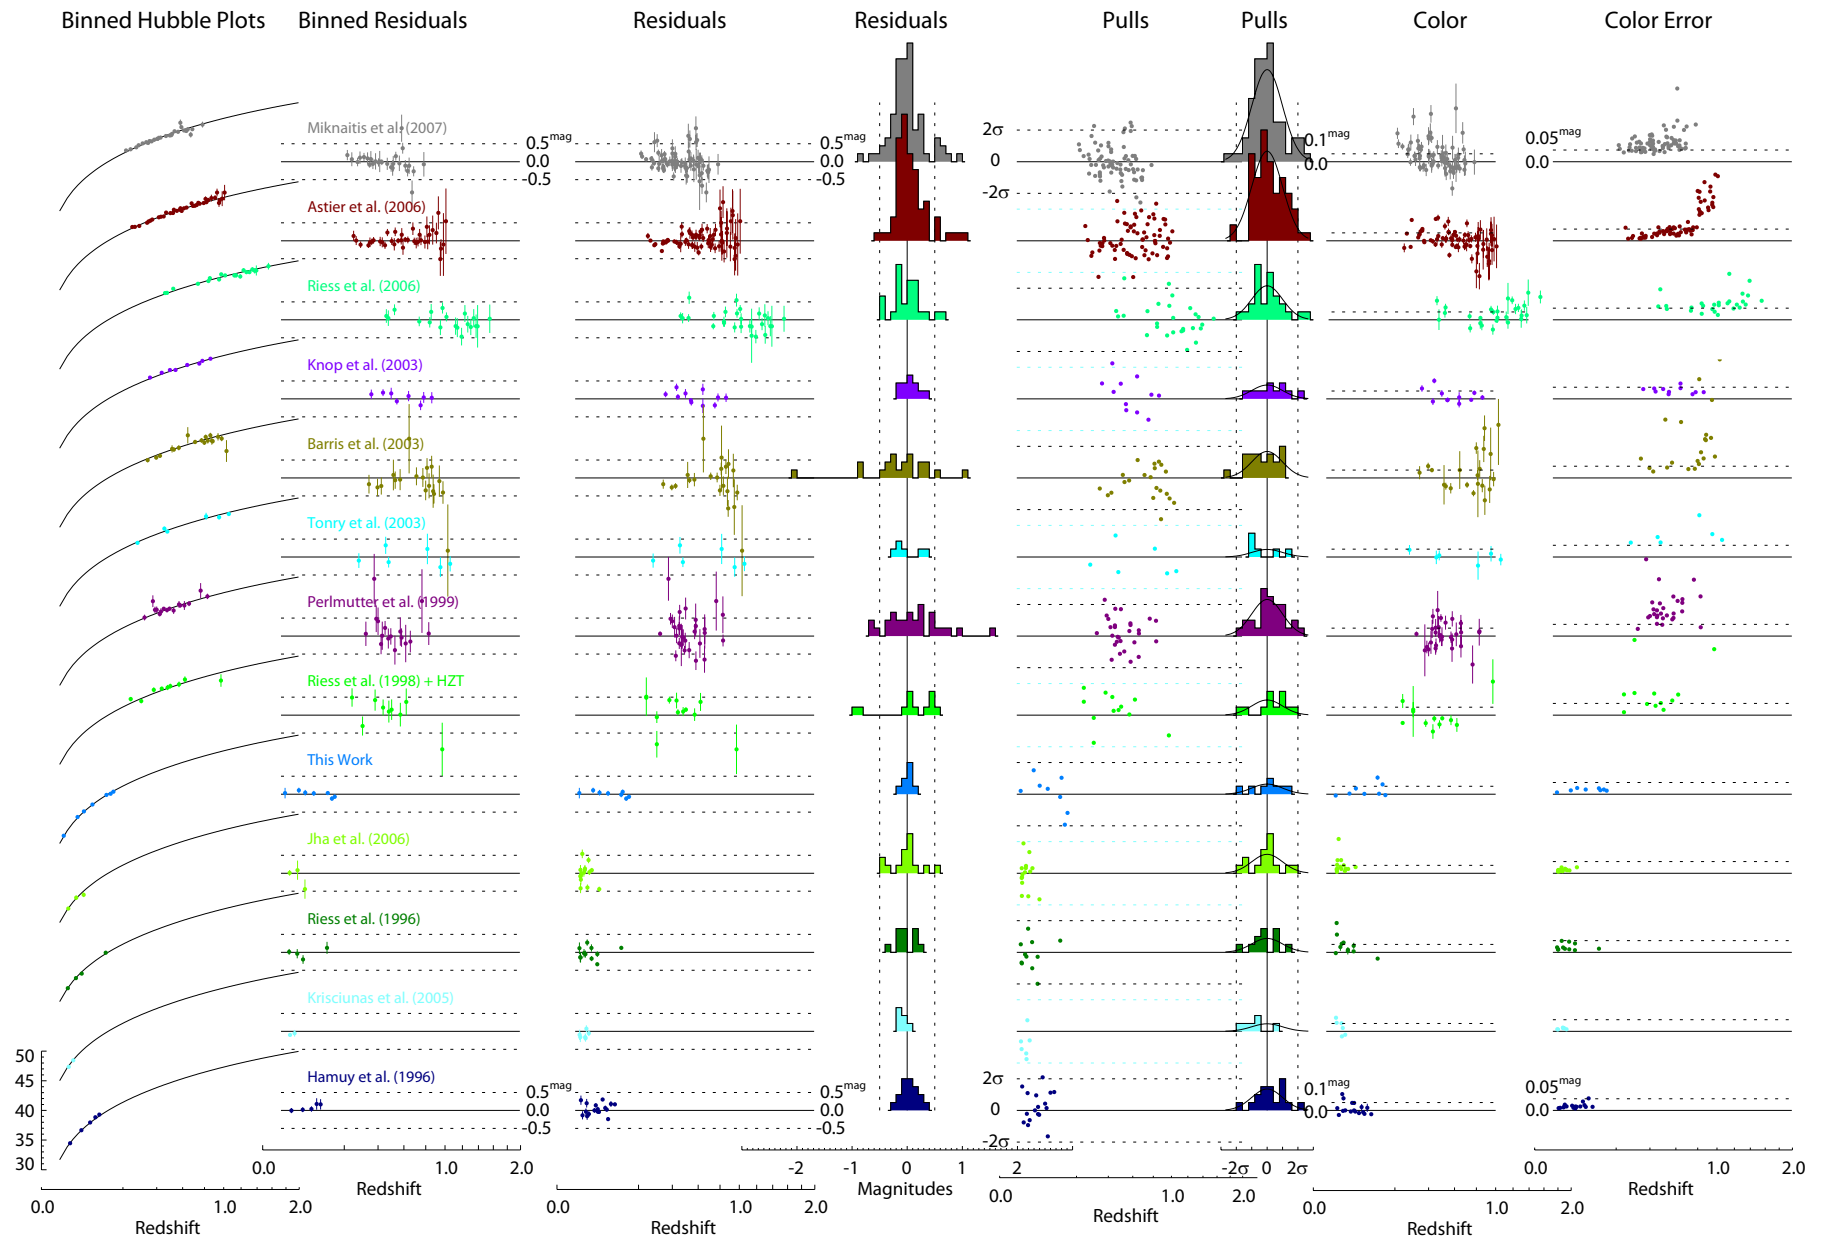 Binned Hubble Plots Binned Residuals Residuals Residuals Pulls Pulls Color Color Error
Miknaitis et al. (2007)
0.5mag 0.5mag 2σ 0.1mag 0.05mag
0.0 0.0 0 0.0 0.0
-0.5 -0.5 -2σ
Astier et al. (2006)
Riess et al. (2006)
Knop et al. (2003)
Barris et al. (2003)
Tonry et al. (2003)
Perlmutter et al. (1999)
Riess et al. (1998) + HZT
This Work
Jha et al. (2006)
Riess et al. (1996)
Krisciunas et al. (2005)
Hamuy et al. (1996)
50
45
40
35
30
0.5mag 0.5mag 2σ 0.1mag 0.05mag
0.0 0.0 0 0.0 0.0
-0.5 -0.5 -2σ
0.0 1.0 2.0 -2 -1 0 1 2 -2σ 0 2σ 0.0 1.0 2.0
Redshift Magnitudes Redshift
0.0 1.0 2.0 0.0 1.0 2.0 0.0 1.0 2.0 0.0 1.0 2.0
Redshift Redshift Redshift Redshift